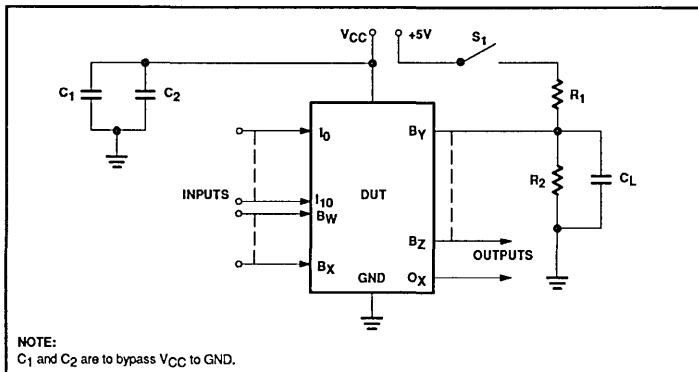 VCC +5V S1
C1 C2 R1
I0 BY
R2 CL
INPUTS I10 DUT
BW
BZ
OUTPUTS
BX GND OX
NOTE:
C1 and C2 are to bypass VCC to GND.